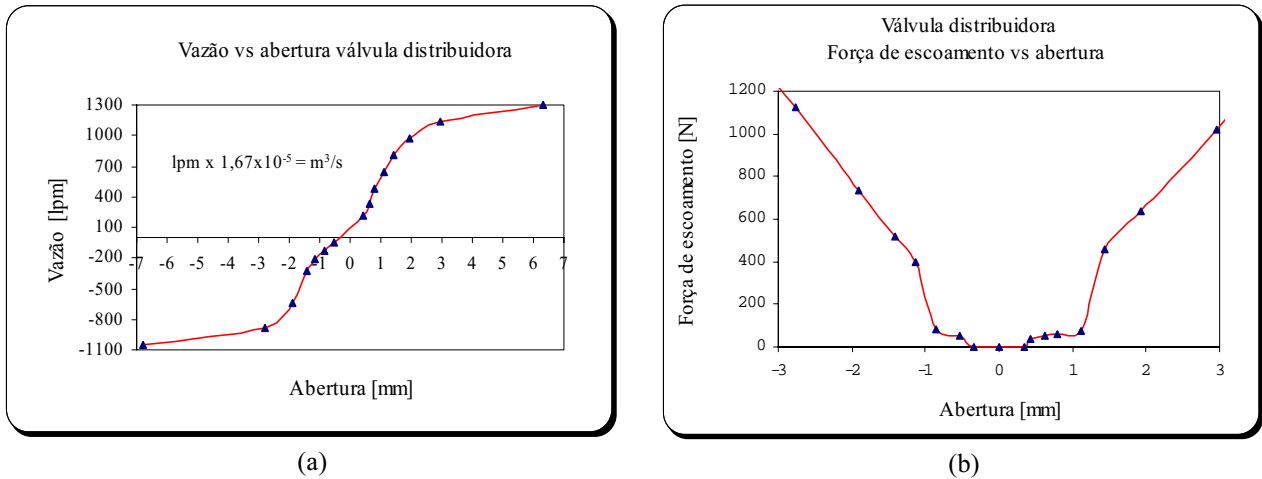 Vazão vs abertura válvula distribuidora
1300
1000
700
400
100
-200
-500
-800
-1100
lpm x 1,67x10⁻⁵ = m³/s
-7 -6 -5 -4 -3 -2 -1 0 1 2 3 4 5 6 7
Vazão [lpm]
Abertura [mm]
(a)
Válvula distribuidora
Força de escoamento vs abertura
1200
1000
800
600
400
200
0
-3 -2 -1 0 1 2 3
Força de escoamento [N]
Abertura [mm]
(b)